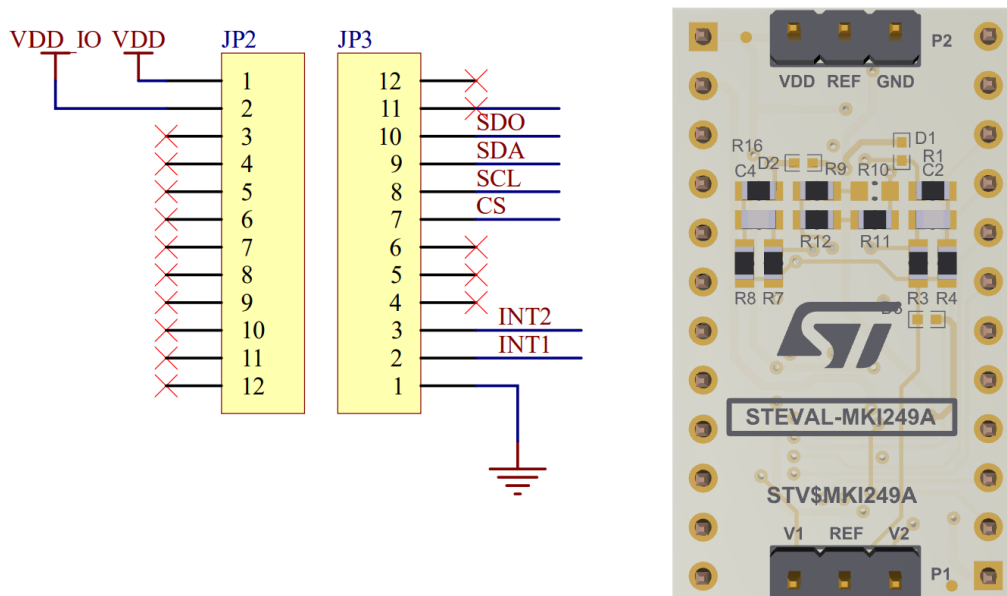 VDD_IO VDD
JP2
1
2
3
4
5
6
7
8
9
10
11
12
JP3
12
11
10 SDO
9 SDA
8 SCL
7 CS
6
5
4
3 INT2
2 INT1
1
P2
VDD REF GND
D1
R16 D2 R9 R10 R1
C4 C2
R12 R11
R8 R7 R3 R4
ST
STEVAL-MKI249A
STV$MKI249A
V1 REF V2
P1